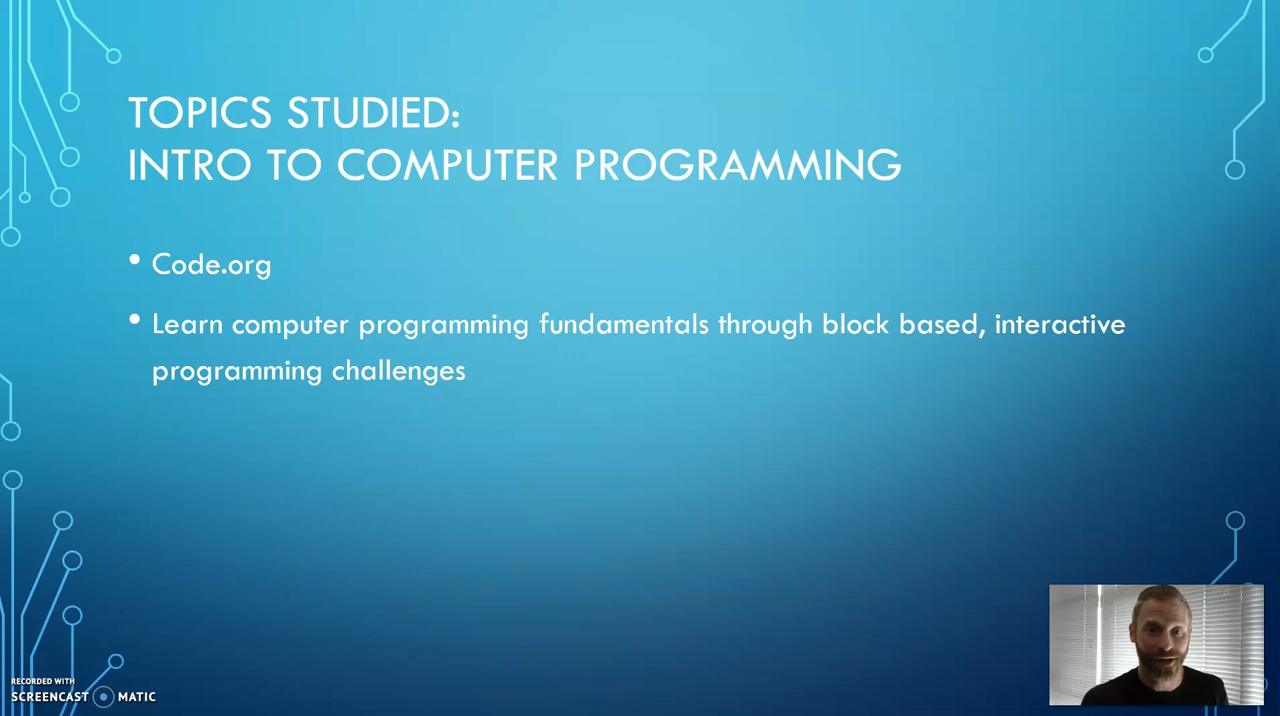 TOPICS STUDIED:
INTRO TO COMPUTER PROGRAMMING
• Code.org
• Learn computer programming fundamentals through block based, interactive
programming challenges
RECORDED WITH
SCREENCAST MATIC